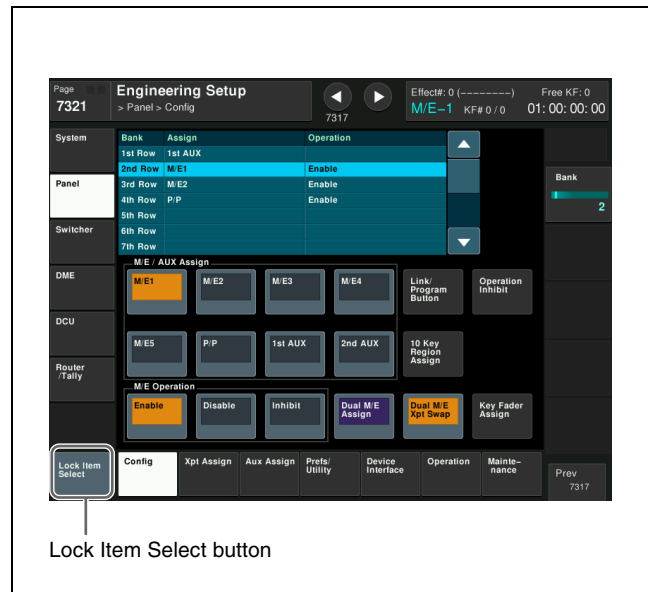 Page
7321
Engineering Setup
> Panel > Config
7317
Effect#: 0 (--------)
M/E-1 KF# 0 / 0
Free KF: 0
01: 00: 00: 00
System
Panel
Switcher
DME
DCU
Router
/Tally
Bank Assign Operation
1st Row 1st AUX
2nd Row M/E1 Enable
3rd Row M/E2 Enable
4th Row P/P Enable
5th Row
6th Row
7th Row
Bank
2
M/E / AUX Assign
M/E1 M/E2 M/E3 M/E4
Link/
Program
Button
Operation
Inhibit
M/E5 P/P 1st AUX 2nd AUX
10 Key
Region
Assign
M/E Operation
Enable Disable Inhibit
Dual M/E
Assign
Dual M/E
Xpt Swap
Key Fader
Assign
Lock Item
Select
Config Xpt Assign Aux Assign
Prefs/
Utility
Device
Interface
Operation
Mainte-
nance
Prev
7317
Lock Item Select button